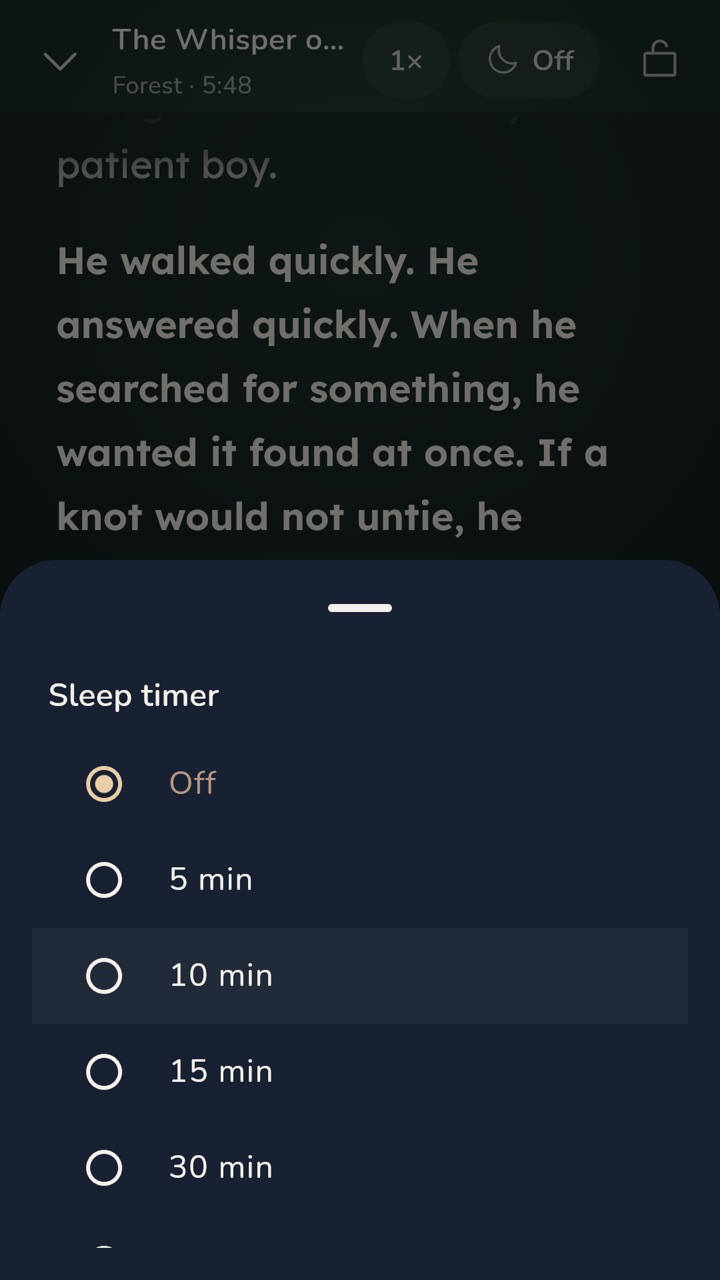 The Whisper o...
Forest · 5:48
1×
Off
patient boy.
He walked quickly. He
answered quickly. When he
searched for something, he
wanted it found at once. If a
knot would not untie, he
Sleep timer
Off
5 min
10 min
15 min
30 min